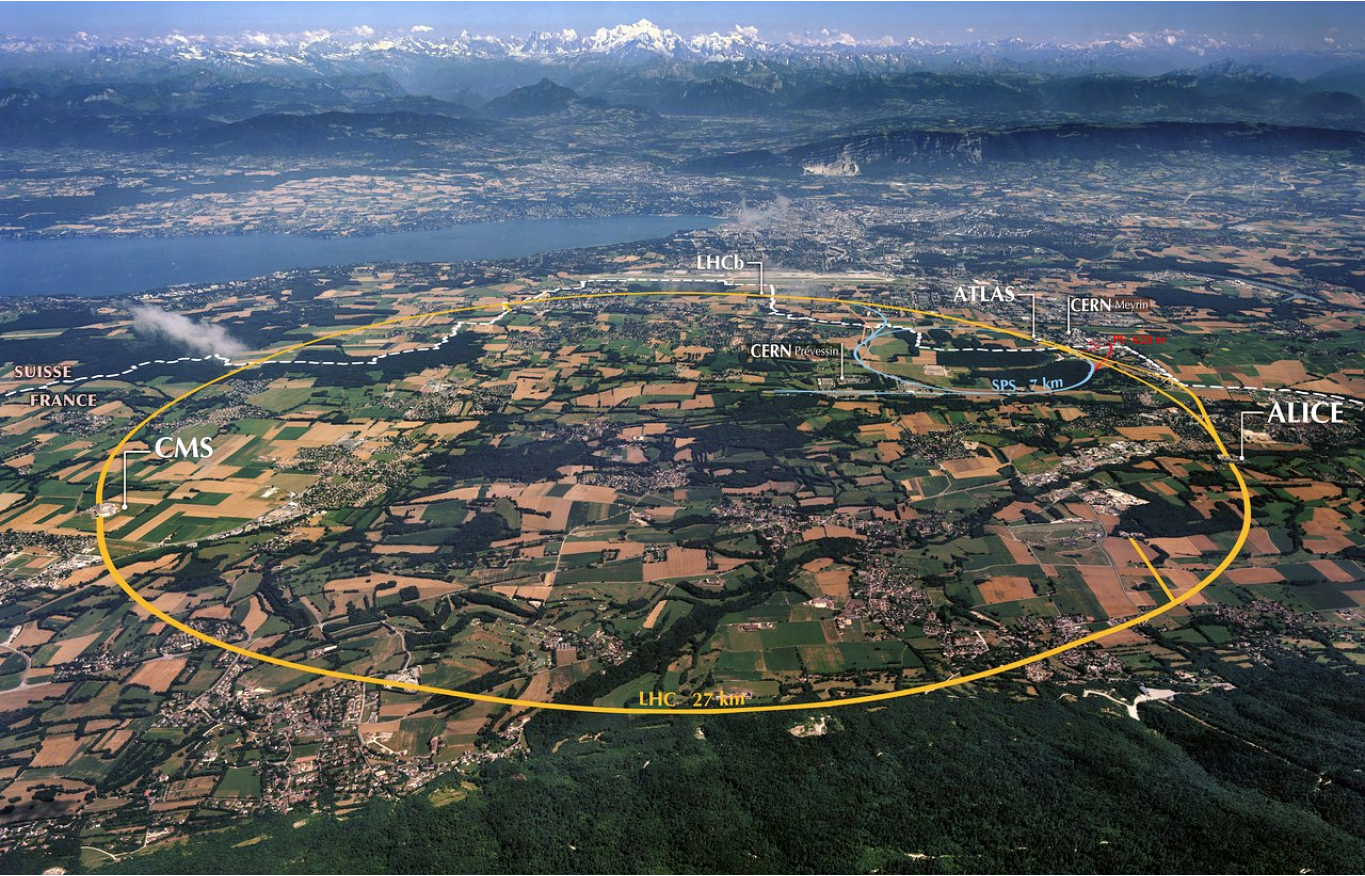 LHCb
ATLAS
CERN Meyrin
CERN Prévessin
SUISSE
FRANCE
SPS - 7 km
ALICE
CMS
LHC - 27 km